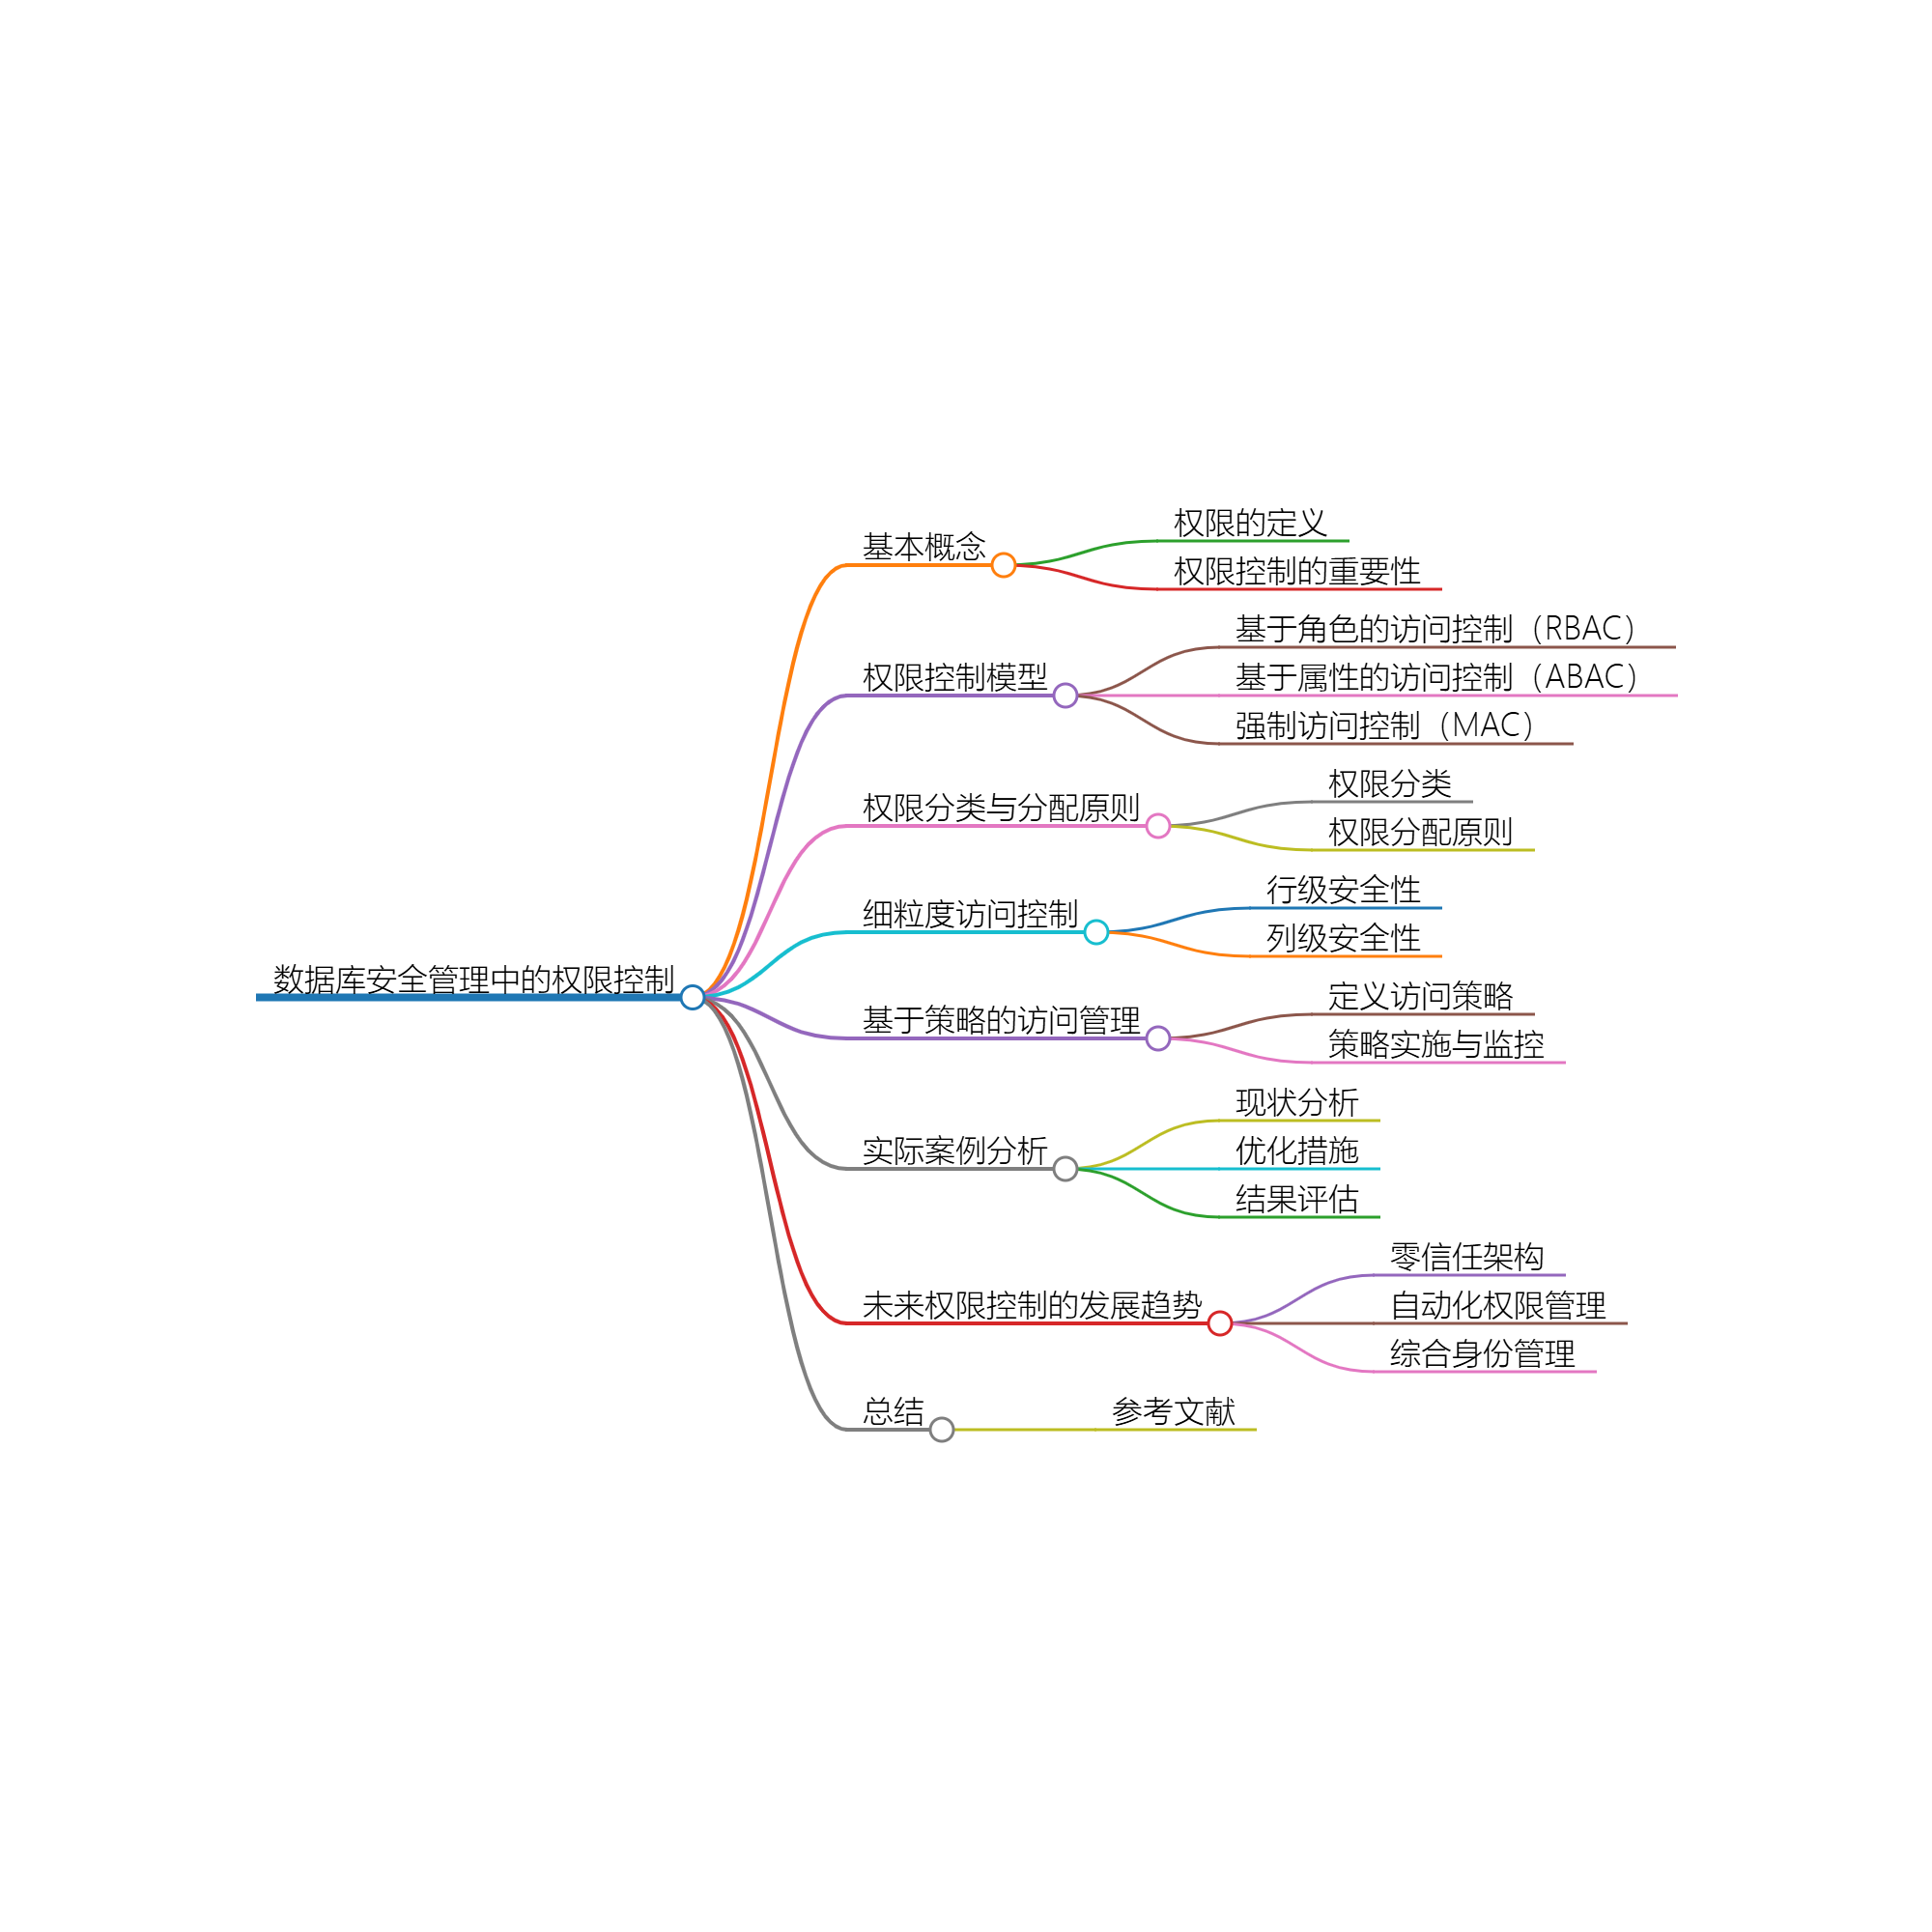 数据库安全管理中的权限控制
基本概念
权限的定义
权限控制的重要性
权限控制模型
基于角色的访问控制（RBAC）
基于属性的访问控制（ABAC）
强制访问控制（MAC）
权限分类与分配原则
权限分类
权限分配原则
细粒度访问控制
行级安全性
列级安全性
基于策略的访问管理
定义访问策略
策略实施与监控
实际案例分析
现状分析
优化措施
结果评估
未来权限控制的发展趋势
零信任架构
自动化权限管理
综合身份管理
总结
参考文献